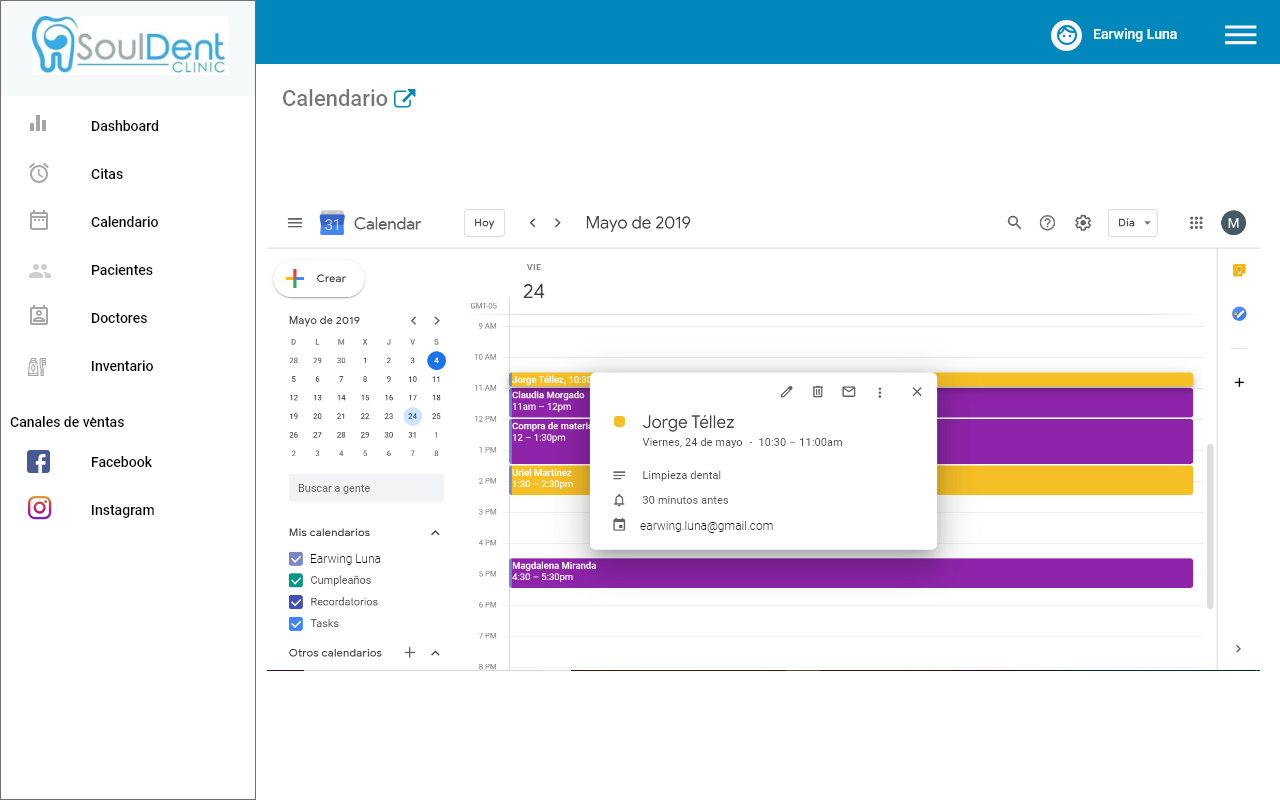 SoulDent
CLINIC
Earwing Luna
Dashboard
Citas
Calendario
Pacientes
Doctores
Inventario
Canales de vèntas
Facebook
Instagram
Calendario
31
Calendar
Hoy
Mayo de 2019
Día
M
Crear
Mayo de 2019
D L M X J V S
28 29 30 1 2 3 4
5 6 7 8 9 10 11
12 13 14 15 16 17 18
19 20 21 22 23 24 25
26 27 28 29 30 31 1
2 3 4 5 6 7 8
Buscar a gente
Mis calendarios
Earwing Luna
Cumpleaños
Recordatorios
Tasks
Otros calendarios
VIE
24
GMT-05
9 AM
10 AM
11 AM
12 PM
1 PM
2 PM
3 PM
4 PM
5 PM
6 PM
7 PM
8 PM
Jorge Téllez, 10:30
Claudia Morgado
11am – 12pm
Compra de materia
12 – 1:30pm
Uriel Martínez
1:30 – 2:30pm
Magdalena Miranda
4:30 – 5:30pm
Jorge Téllez
Viernes, 24 de mayo · 10:30 – 11:00am
Limpieza dental
30 minutos antes
earwing.luna@gmail.com